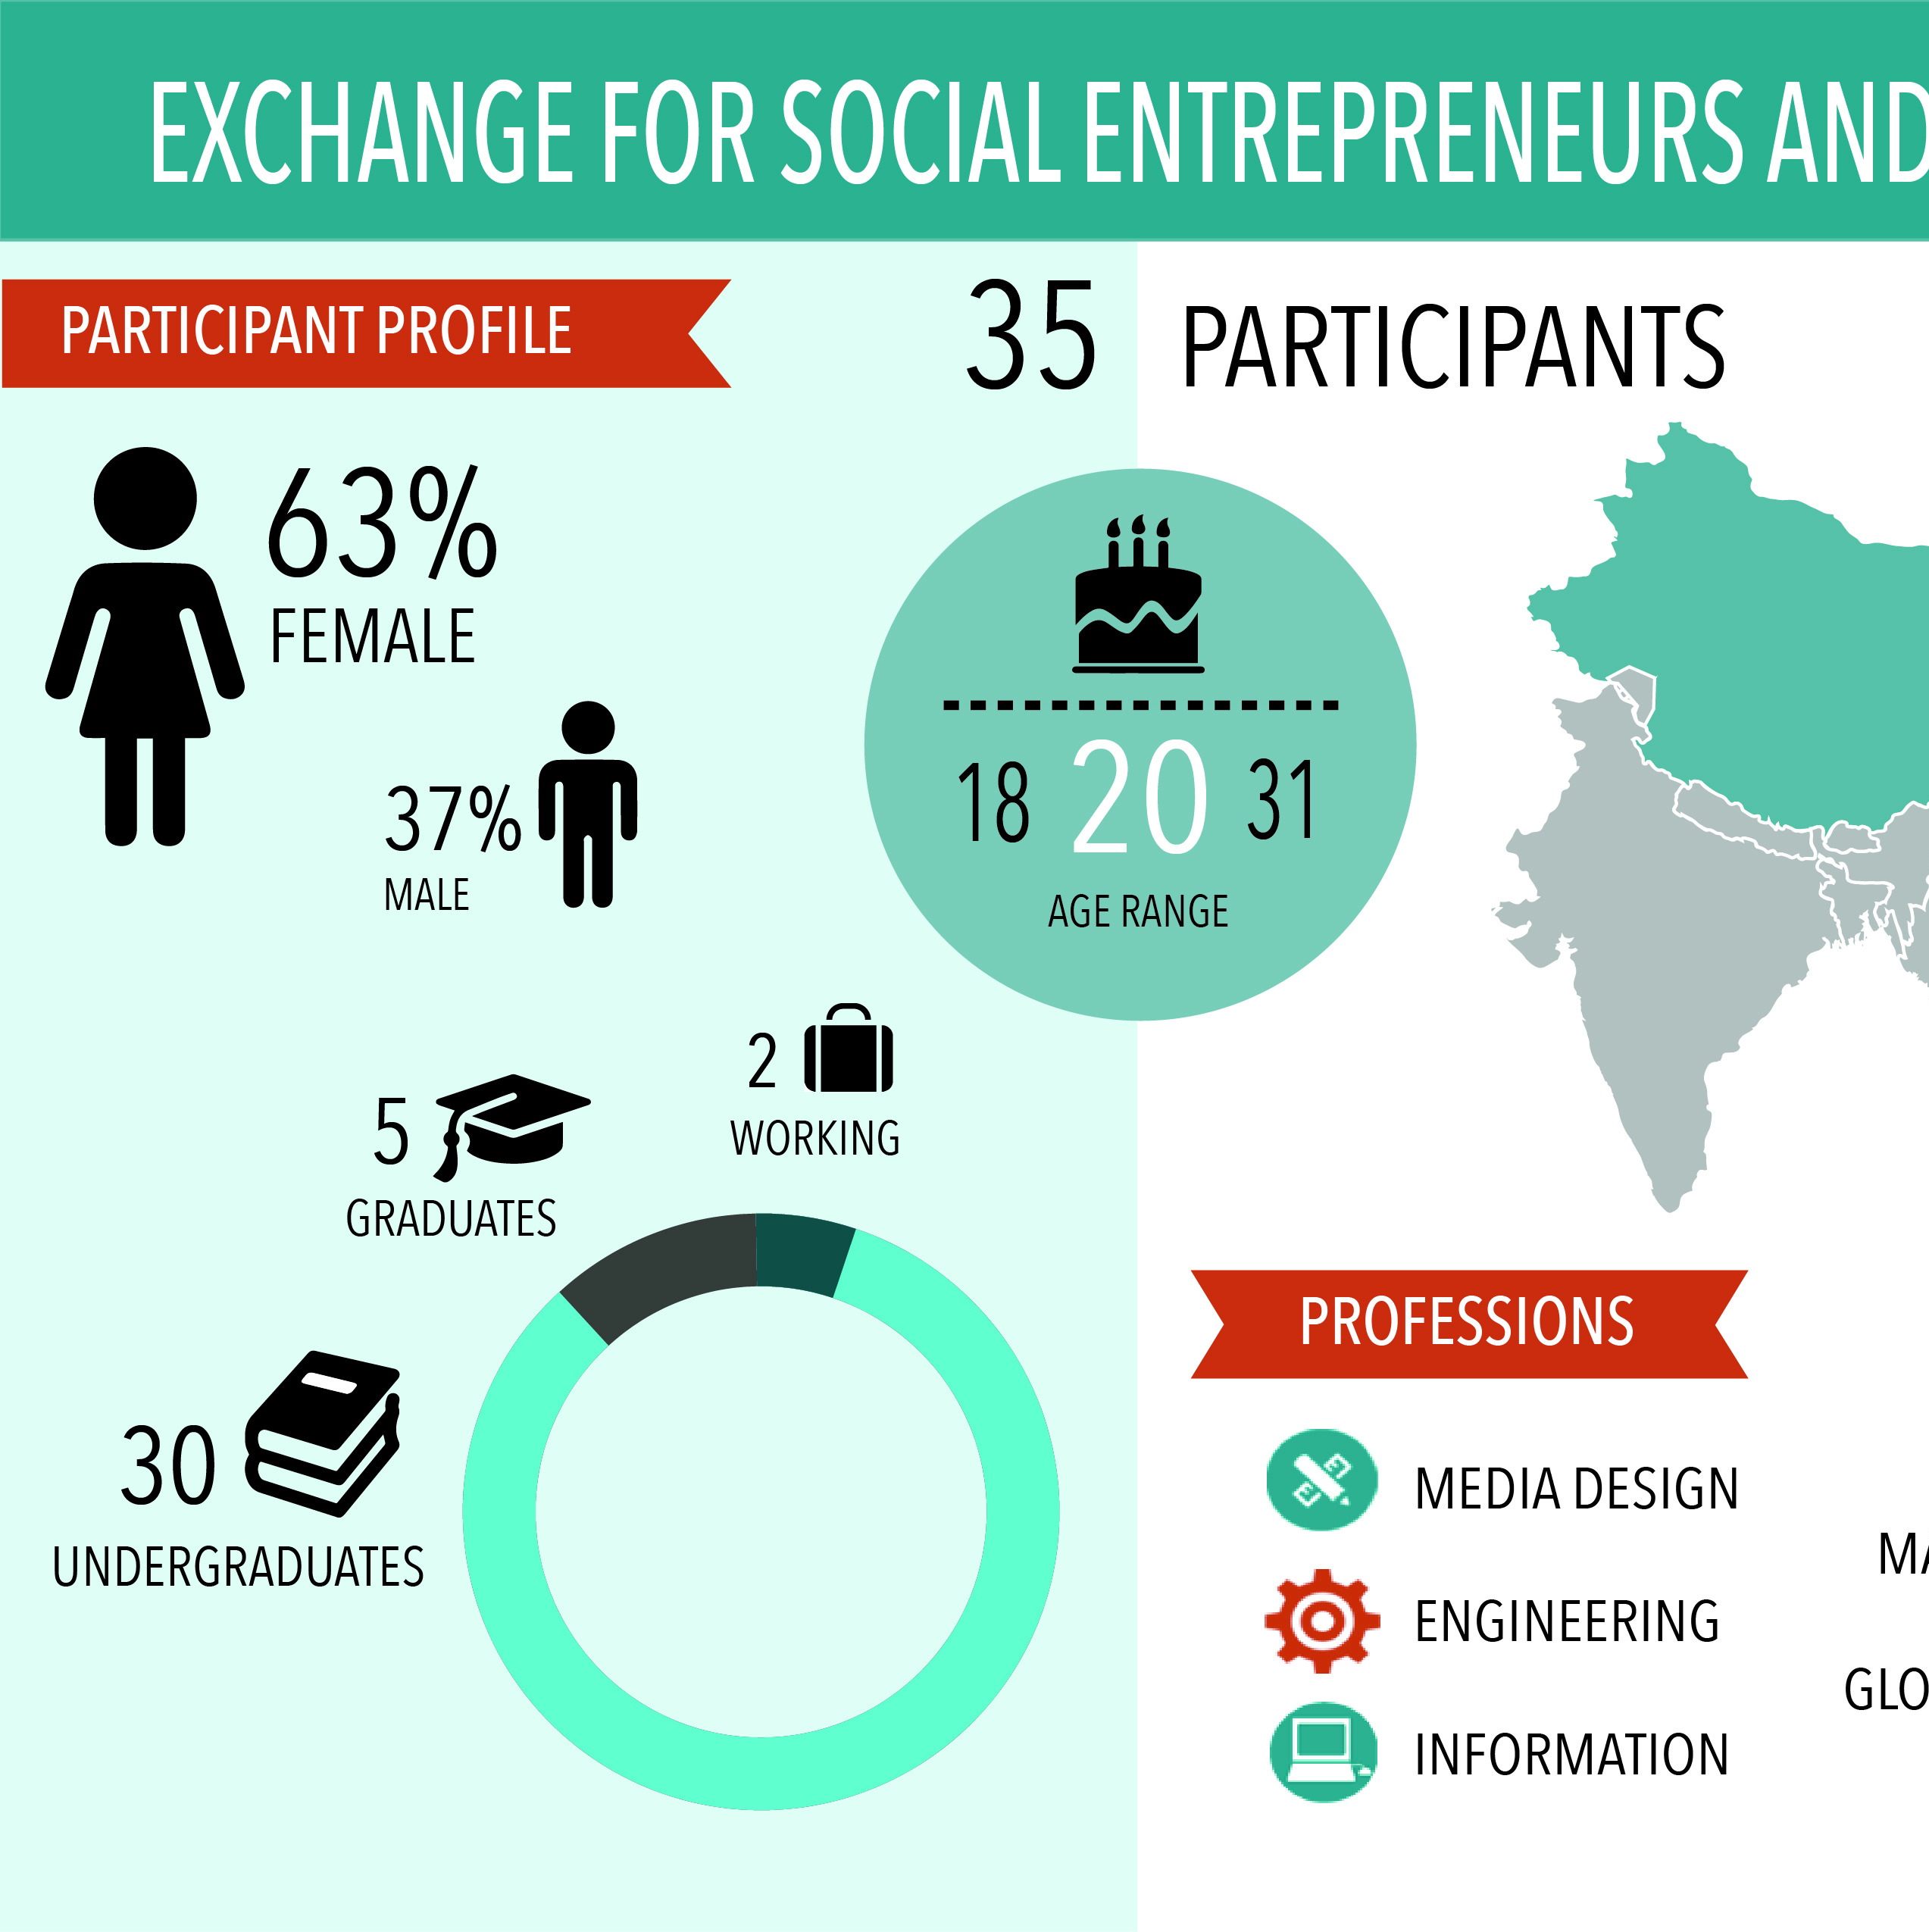 EXCHANGE FOR SOCIAL ENTREPRENEURS AND
PARTICIPANT PROFILE
35 PARTICIPANTS
63%
FEMALE
37%
MALE
18 20 31
AGE RANGE
2
WORKING
5
GRADUATES
30
UNDERGRADUATES
PROFESSIONS
MEDIA DESIGN
ENGINEERING
INFORMATION